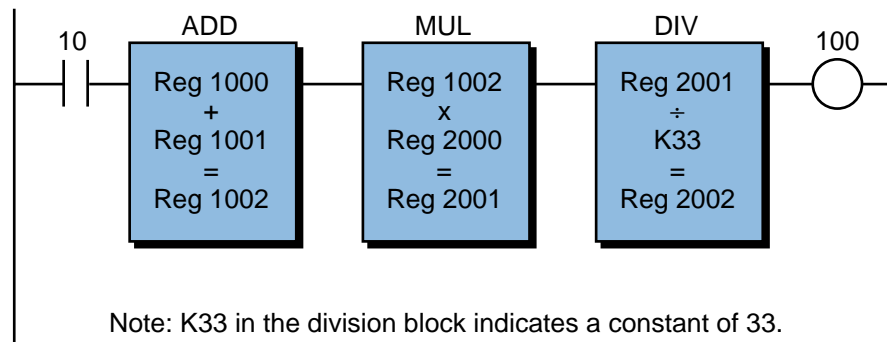 10
ADD
MUL
DIV
100
Reg 1000
+
Reg 1001
=
Reg 1002
Reg 1002
x
Reg 2000
=
Reg 2001
Reg 2001
÷
K33
=
Reg 2002
Note: K33 in the division block indicates a constant of 33.